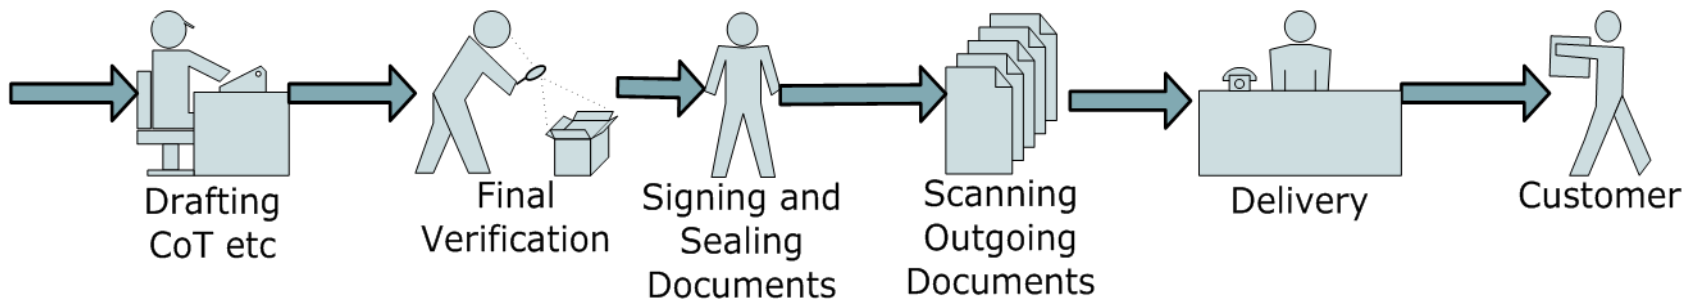 Drafting
CoT etc
Final
Verification
Signing and
Sealing
Documents
Scanning
Outgoing
Documents
Delivery
Customer